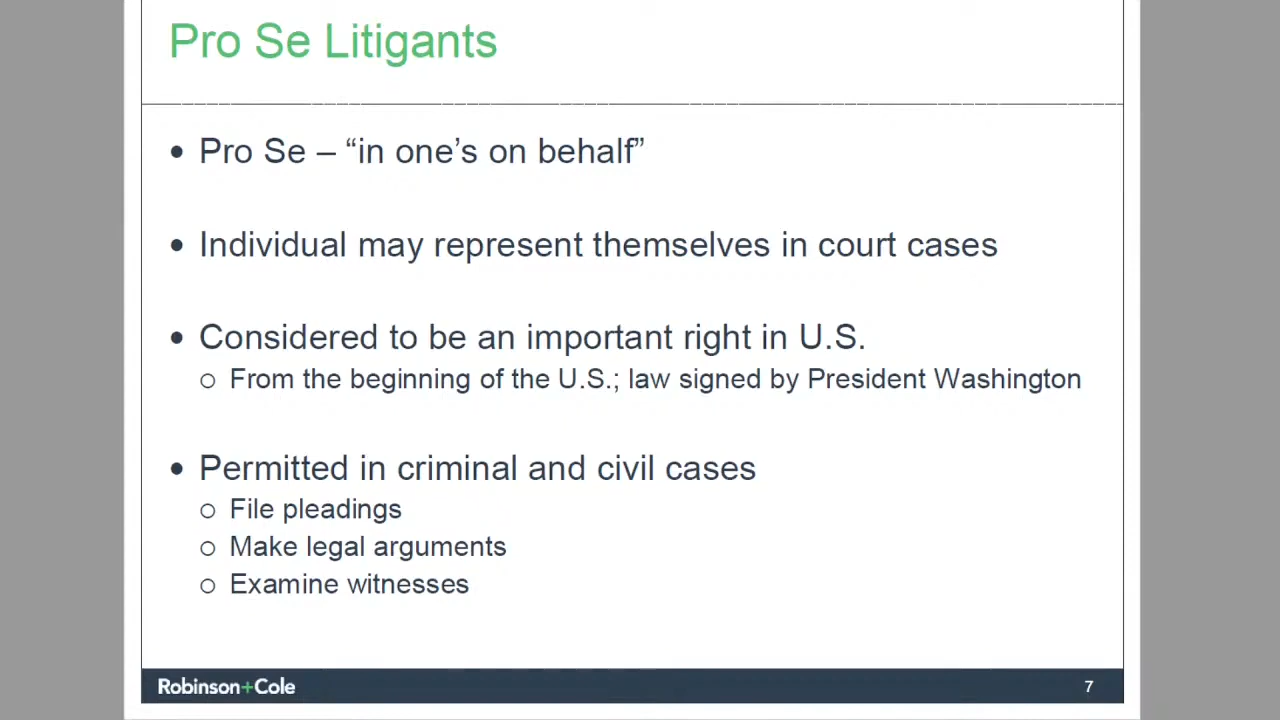 Pro Se Litigants
• Pro Se – “in one’s on behalf”
• Individual may represent themselves in court cases
• Considered to be an important right in U.S.
○ From the beginning of the U.S.; law signed by President Washington
• Permitted in criminal and civil cases
○ File pleadings
○ Make legal arguments
○ Examine witnesses
Robinson+Cole
7